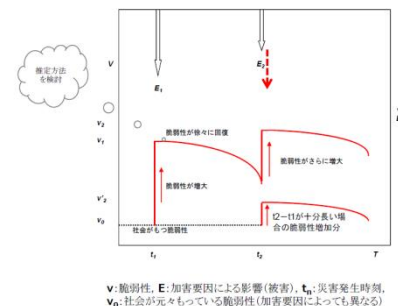 推定方法
を検討
V
E1
E2
v2
v1
脆弱性が徐々に回復
脆弱性がさらに増大
脆弱性が増大
v'2
t2−t1が十分長い場
合の脆弱性増加分
v0
社会がもつ脆弱性
t1
t2
T
v:脆弱性, E:加害要因による影響(被害), tn:災害発生時刻,
v0:社会が元々もっている脆弱性(加害要因によっても異なる)